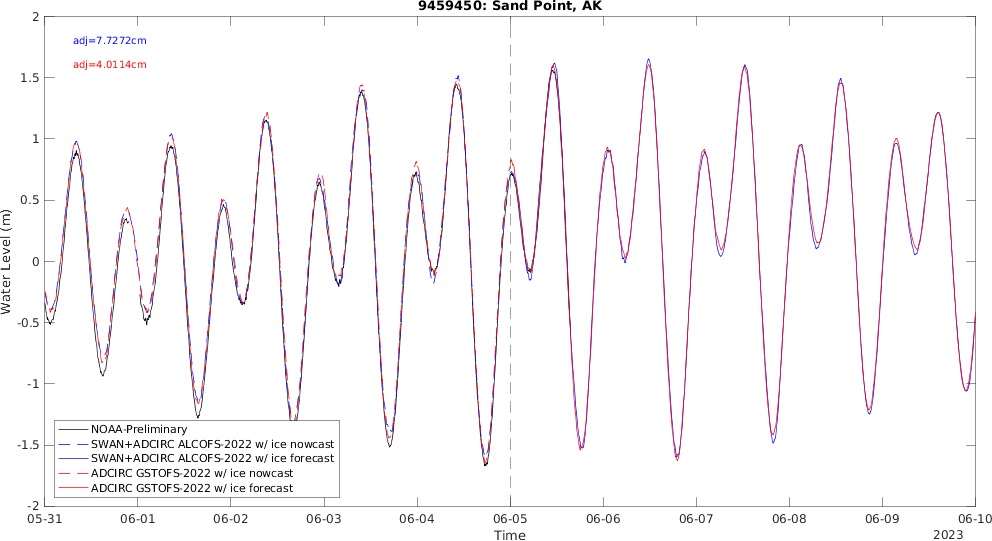 9459450: Sand Point, AK
adj=7.7272cm
adj=4.0114cm
Water Level (m)
2
1.5
1
0.5
0
-0.5
-1
-1.5
-2
NOAA-Preliminary
SWAN+ADCIRC ALCOFS-2022 w/ ice nowcast
SWAN+ADCIRC ALCOFS-2022 w/ ice forecast
ADCIRC GSTOFS-2022 w/ ice nowcast
ADCIRC GSTOFS-2022 w/ ice forecast
05-31 06-01 06-02 06-03 06-04 06-05 06-06 06-07 06-08 06-09 06-10
Time
2023